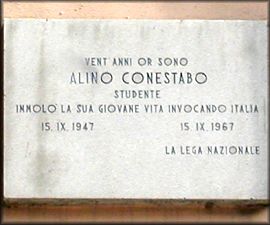 VENT ANNI OR SONO
ALINO CONESTABO
STUDENTE
IMMOLÒ LA SUA GIOVANE VITA INVOCANDO ITALIA
15. IX. 1947 15. IX. 1967
LA LEGA NAZIONALE